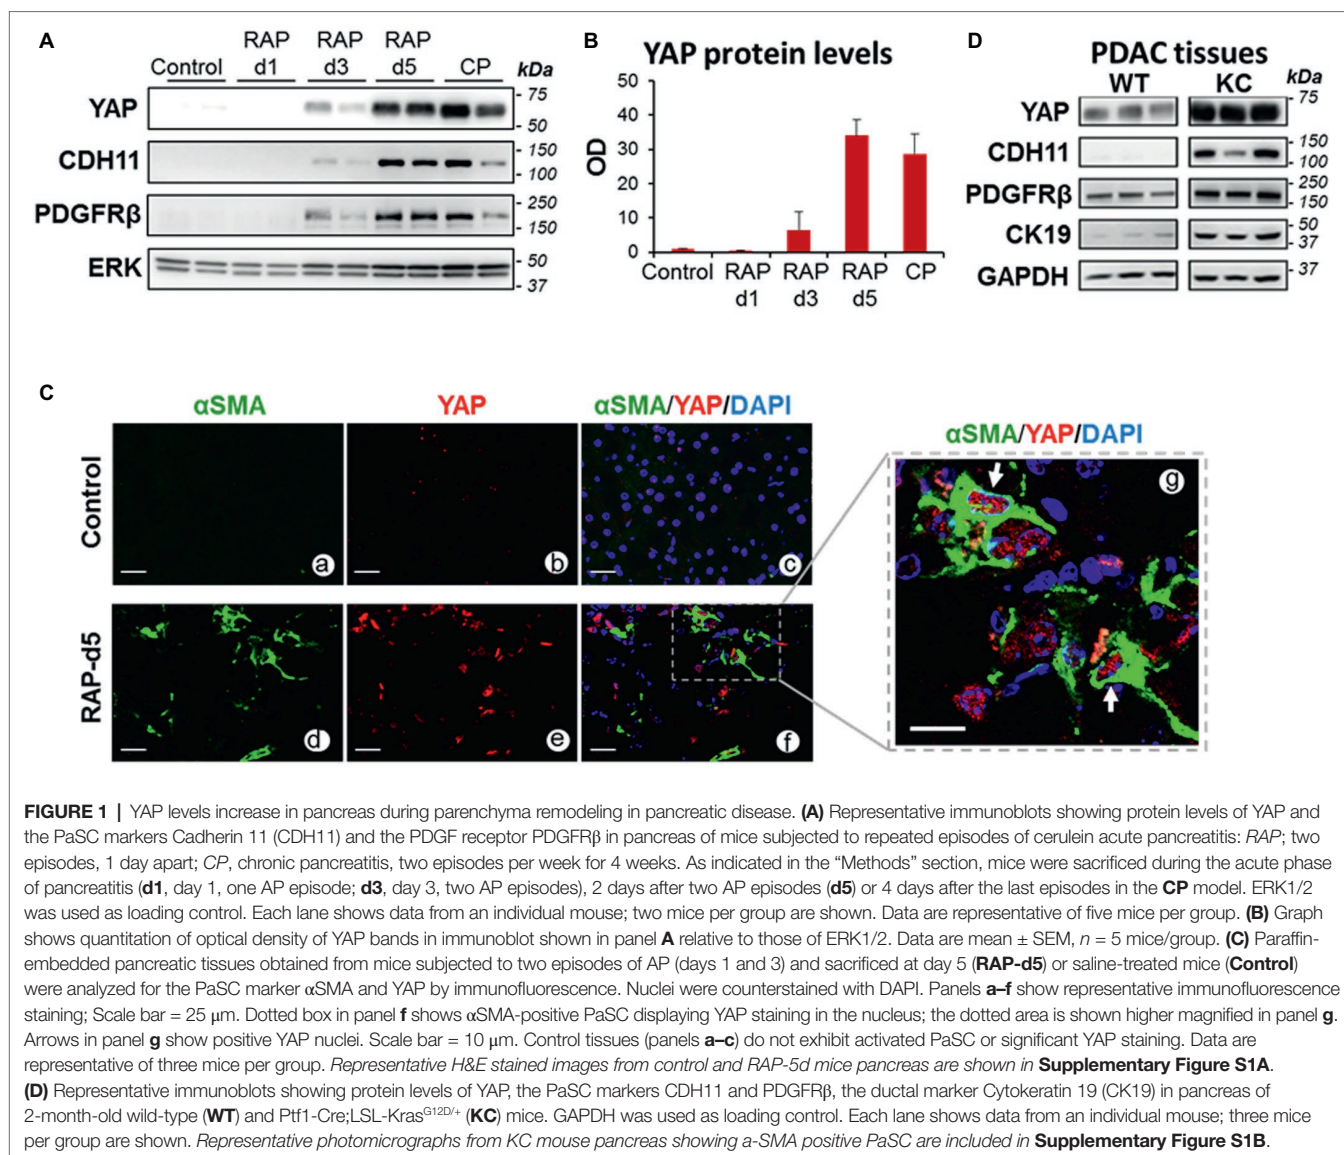 A
RAP RAP RAP
Control d1 d3 d5 CP kDa
YAP
- 75
- 50
CDH11
- 150
- 100
PDGFRβ
- 250
- 150
ERK
- 50
- 37
B
YAP protein levels
50
40
30
20
10
0
OD
Control RAP RAP RAP CP
d1 d3 d5
D
PDAC tissues
WT KC kDa
YAP
- 75
CDH11
- 150
- 100
PDGFRβ
- 250
- 150
CK19
- 50
- 37
GAPDH
- 37
C
αSMA YAP αSMA/YAP/DAPI
Control
a b c
RAP-d5
d e f
αSMA/YAP/DAPI
g
FIGURE 1 | YAP levels increase in pancreas during parenchyma remodeling in pancreatic disease. (A) Representative immunoblots showing protein levels of YAP and
the PaSC markers Cadherin 11 (CDH11) and the PDGF receptor PDGFRβ in pancreas of mice subjected to repeated episodes of cerulein acute pancreatitis: RAP; two
episodes, 1 day apart; CP, chronic pancreatitis, two episodes per week for 4 weeks. As indicated in the “Methods” section, mice were sacrificed during the acute phase
of pancreatitis (d1, day 1, one AP episode; d3, day 3, two AP episodes), 2 days after two AP episodes (d5) or 4 days after the last episodes in the CP model. ERK1/2
was used as loading control. Each lane shows data from an individual mouse; two mice per group are shown. Data are representative of five mice per group. (B) Graph
shows quantitation of optical density of YAP bands in immunoblot shown in panel A relative to those of ERK1/2. Data are mean ± SEM, n = 5 mice/group. (C) Paraffin-
embedded pancreatic tissues obtained from mice subjected to two episodes of AP (days 1 and 3) and sacrificed at day 5 (RAP-d5) or saline-treated mice (Control)
were analyzed for the PaSC marker αSMA and YAP by immunofluorescence. Nuclei were counterstained with DAPI. Panels a–f show representative immunofluorescence
staining; Scale bar = 25 μm. Dotted box in panel f shows αSMA-positive PaSC displaying YAP staining in the nucleus; the dotted area is shown higher magnified in panel g.
Arrows in panel g show positive YAP nuclei. Scale bar = 10 μm. Control tissues (panels a–c) do not exhibit activated PaSC or significant YAP staining. Data are
representative of three mice per group. Representative H&E stained images from control and RAP-5d mice pancreas are shown in Supplementary Figure S1A.
(D) Representative immunoblots showing protein levels of YAP, the PaSC markers CDH11 and PDGFRβ, the ductal marker Cytokeratin 19 (CK19) in pancreas of
2-month-old wild-type (WT) and Ptf1-Cre;LSL-KrasG12D/+ (KC) mice. GAPDH was used as loading control. Each lane shows data from an individual mouse; three mice
per group are shown. Representative photomicrographs from KC mouse pancreas showing a-SMA positive PaSC are included in Supplementary Figure S1B.